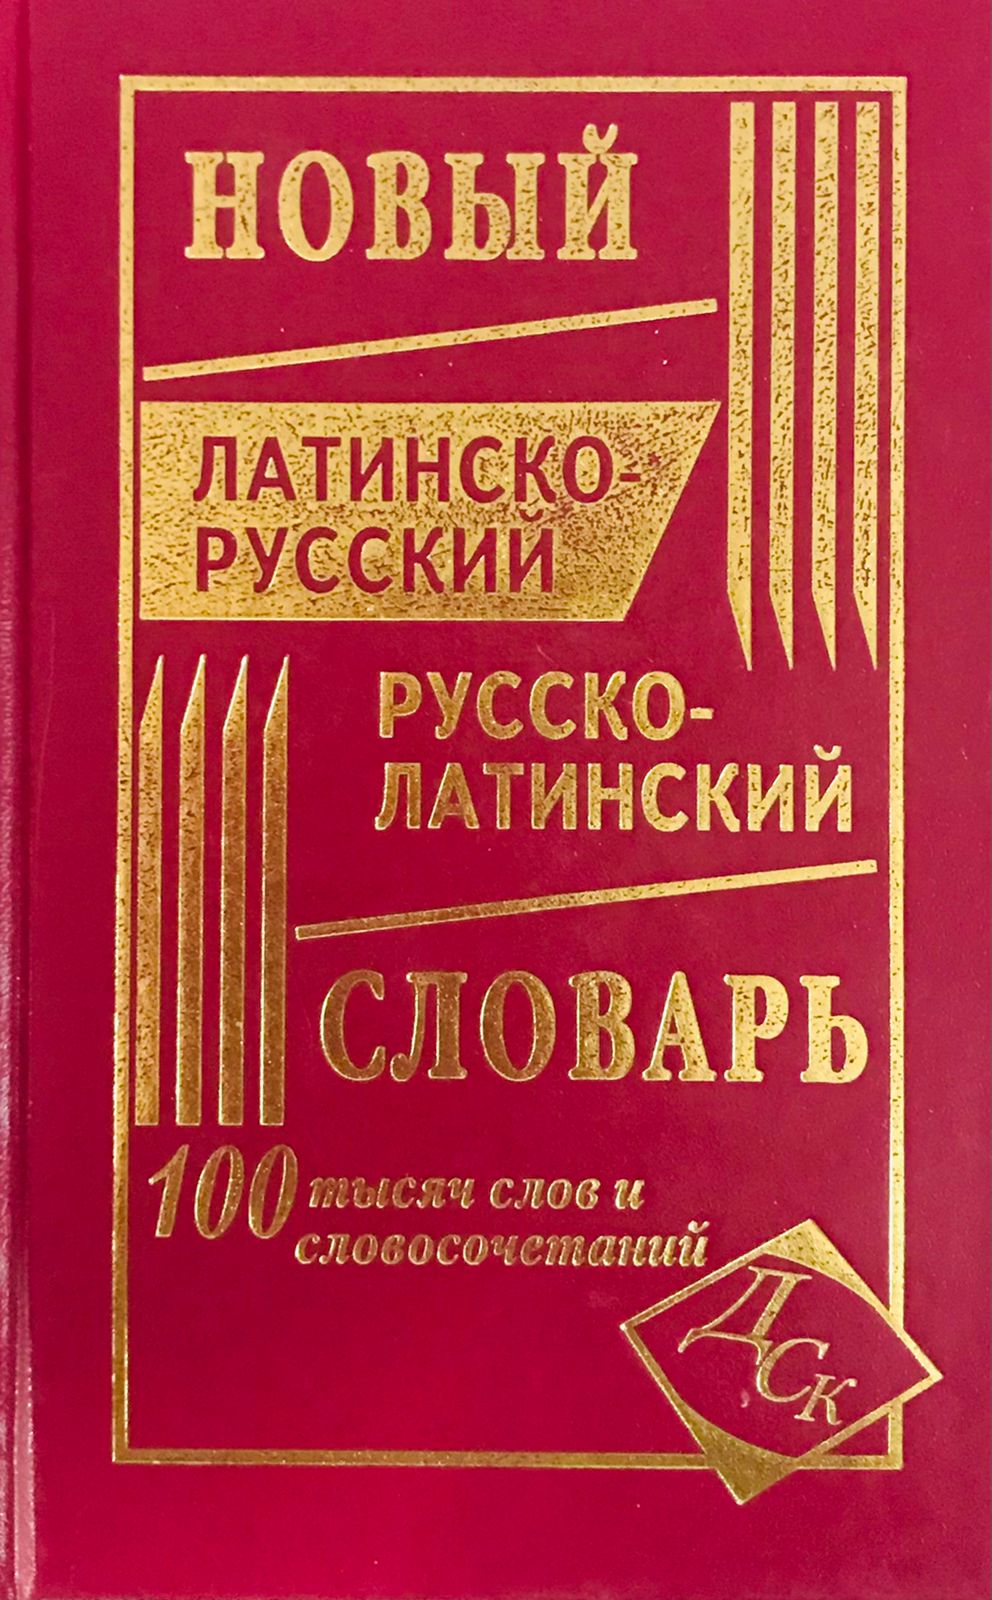 НОВЫЙ
ЛАТИНСКО-
РУССКИЙ
РУССКО-
ЛАТИНСКИЙ
СЛОВАРЬ
100 тысяч слов и
словосочетаний
ДСК